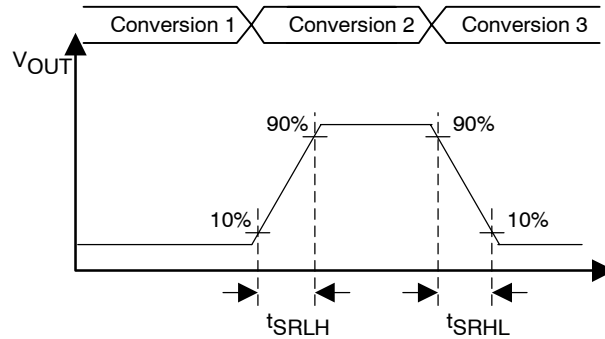 Conversion 1 Conversion 2 Conversion 3
VOUT
90% 90%
10% 10%
tSRLH tSRHL